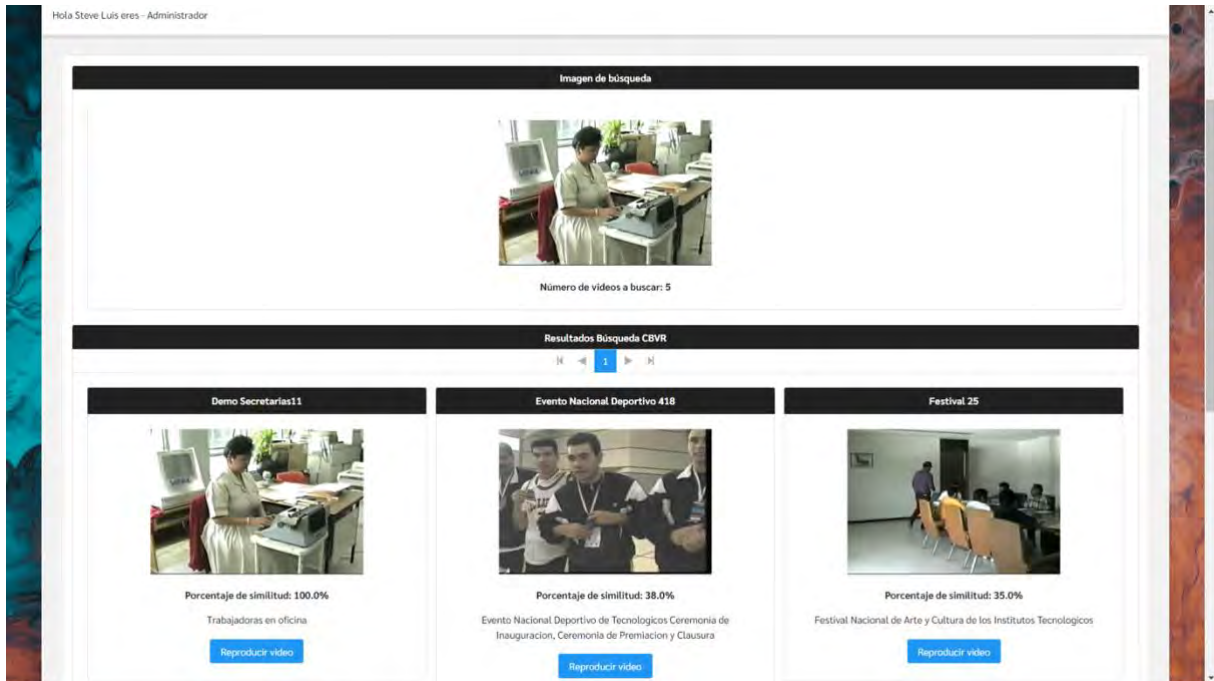 Hola Steve Luis eres - Administrador
Imagen de búsqueda
Número de videos a buscar: 5
Resultados Búsqueda CBVR
1
Demo Secretarias11
Evento Nacional Deportivo 418
Festival 25
Porcentaje de similitud: 100.0%
Porcentaje de similitud: 38.0%
Porcentaje de similitud: 35.0%
Trabajadoras en oficina
Evento Nacional Deportivo de Tecnologicos Ceremonia de
Inauguracion, Ceremonia de Premiacion y Clausura
Festival Nacional de Arte y Cultura de los Institutos Tecnologicos
Reproducir video
Reproducir video
Reproducir video